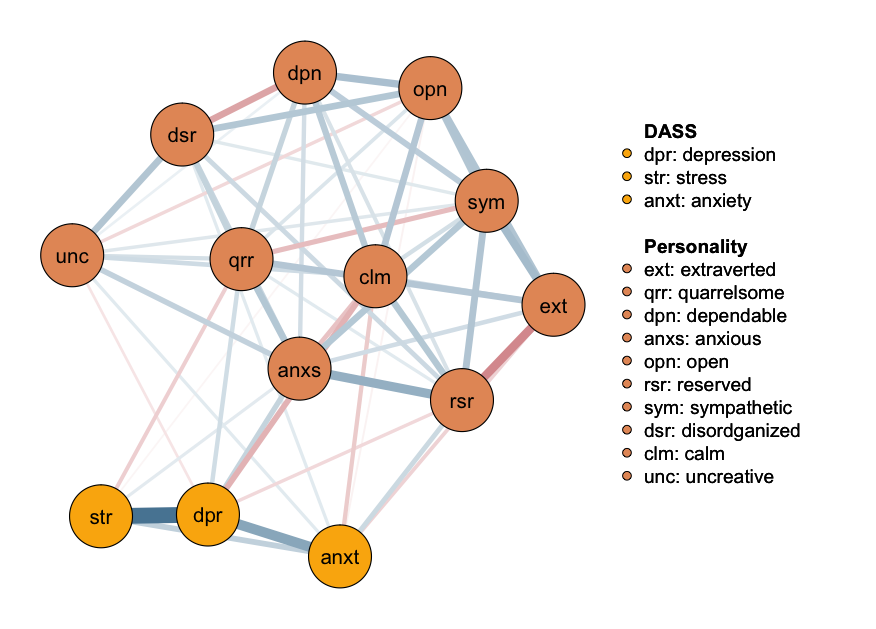 dpn
opn
dsr
sym
unc
qrr
clm
ext
anxs
rsr
str
dpr
anxt
DASS
dpr: depression
str: stress
anxt: anxiety
Personality
ext: extraverted
qrr: quarrelsome
dpn: dependable
anxs: anxious
opn: open
rsr: reserved
sym: sympathetic
dsr: disordganized
clm: calm
unc: uncreative